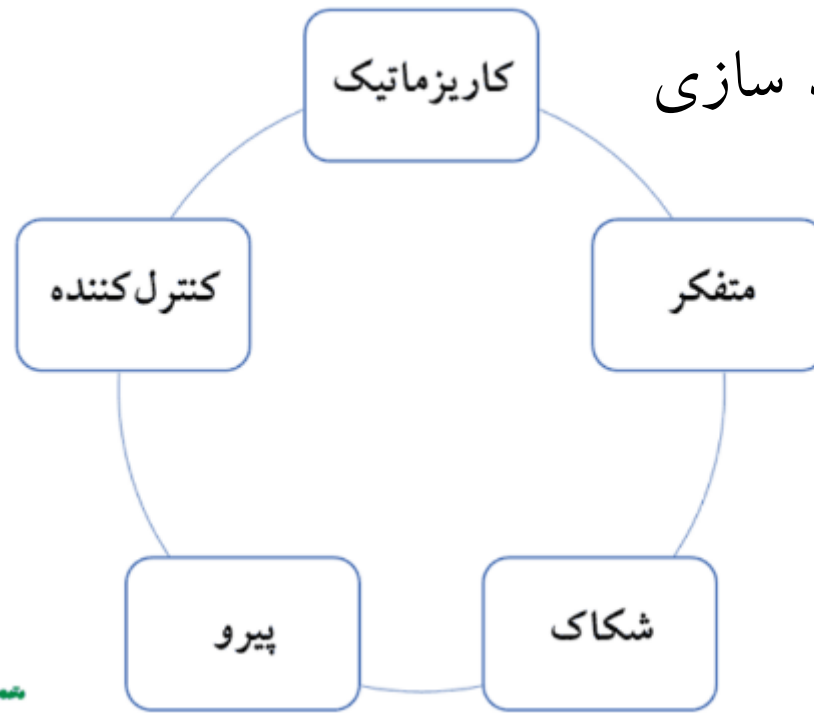 سازی
کاریزماتیک
متفکر
شکاک
پیرو
کنترل‌کننده